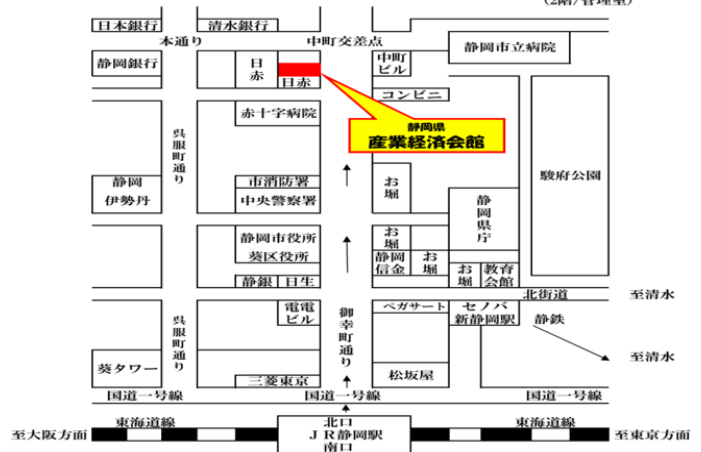 (2階/管理室)
日本銀行
清水銀行
本通り
中町交差点
静岡市立病院
静岡銀行
日赤
日赤
中町
ビル
コンビニ
赤十字病院
静岡県
産業経済会館
呉服町通り
駿府公園
静岡
伊勢丹
市消防署
中央警察署
お堀
静岡県庁
静岡市役所
葵区役所
お堀
静岡
信金
お堀
静銀
日生
お堀
教育
会館
北街道
至清水
電電
ビル
御幸町通り
ペガサート
セノバ
新静岡駅
静鉄
呉服町通り
至清水
葵タワー
三菱東京
松坂屋
国道一号線
国道一号線
国道一号線
東海道線
北口
東海道線
至大阪方面
JR静岡駅
至東京方面
南口